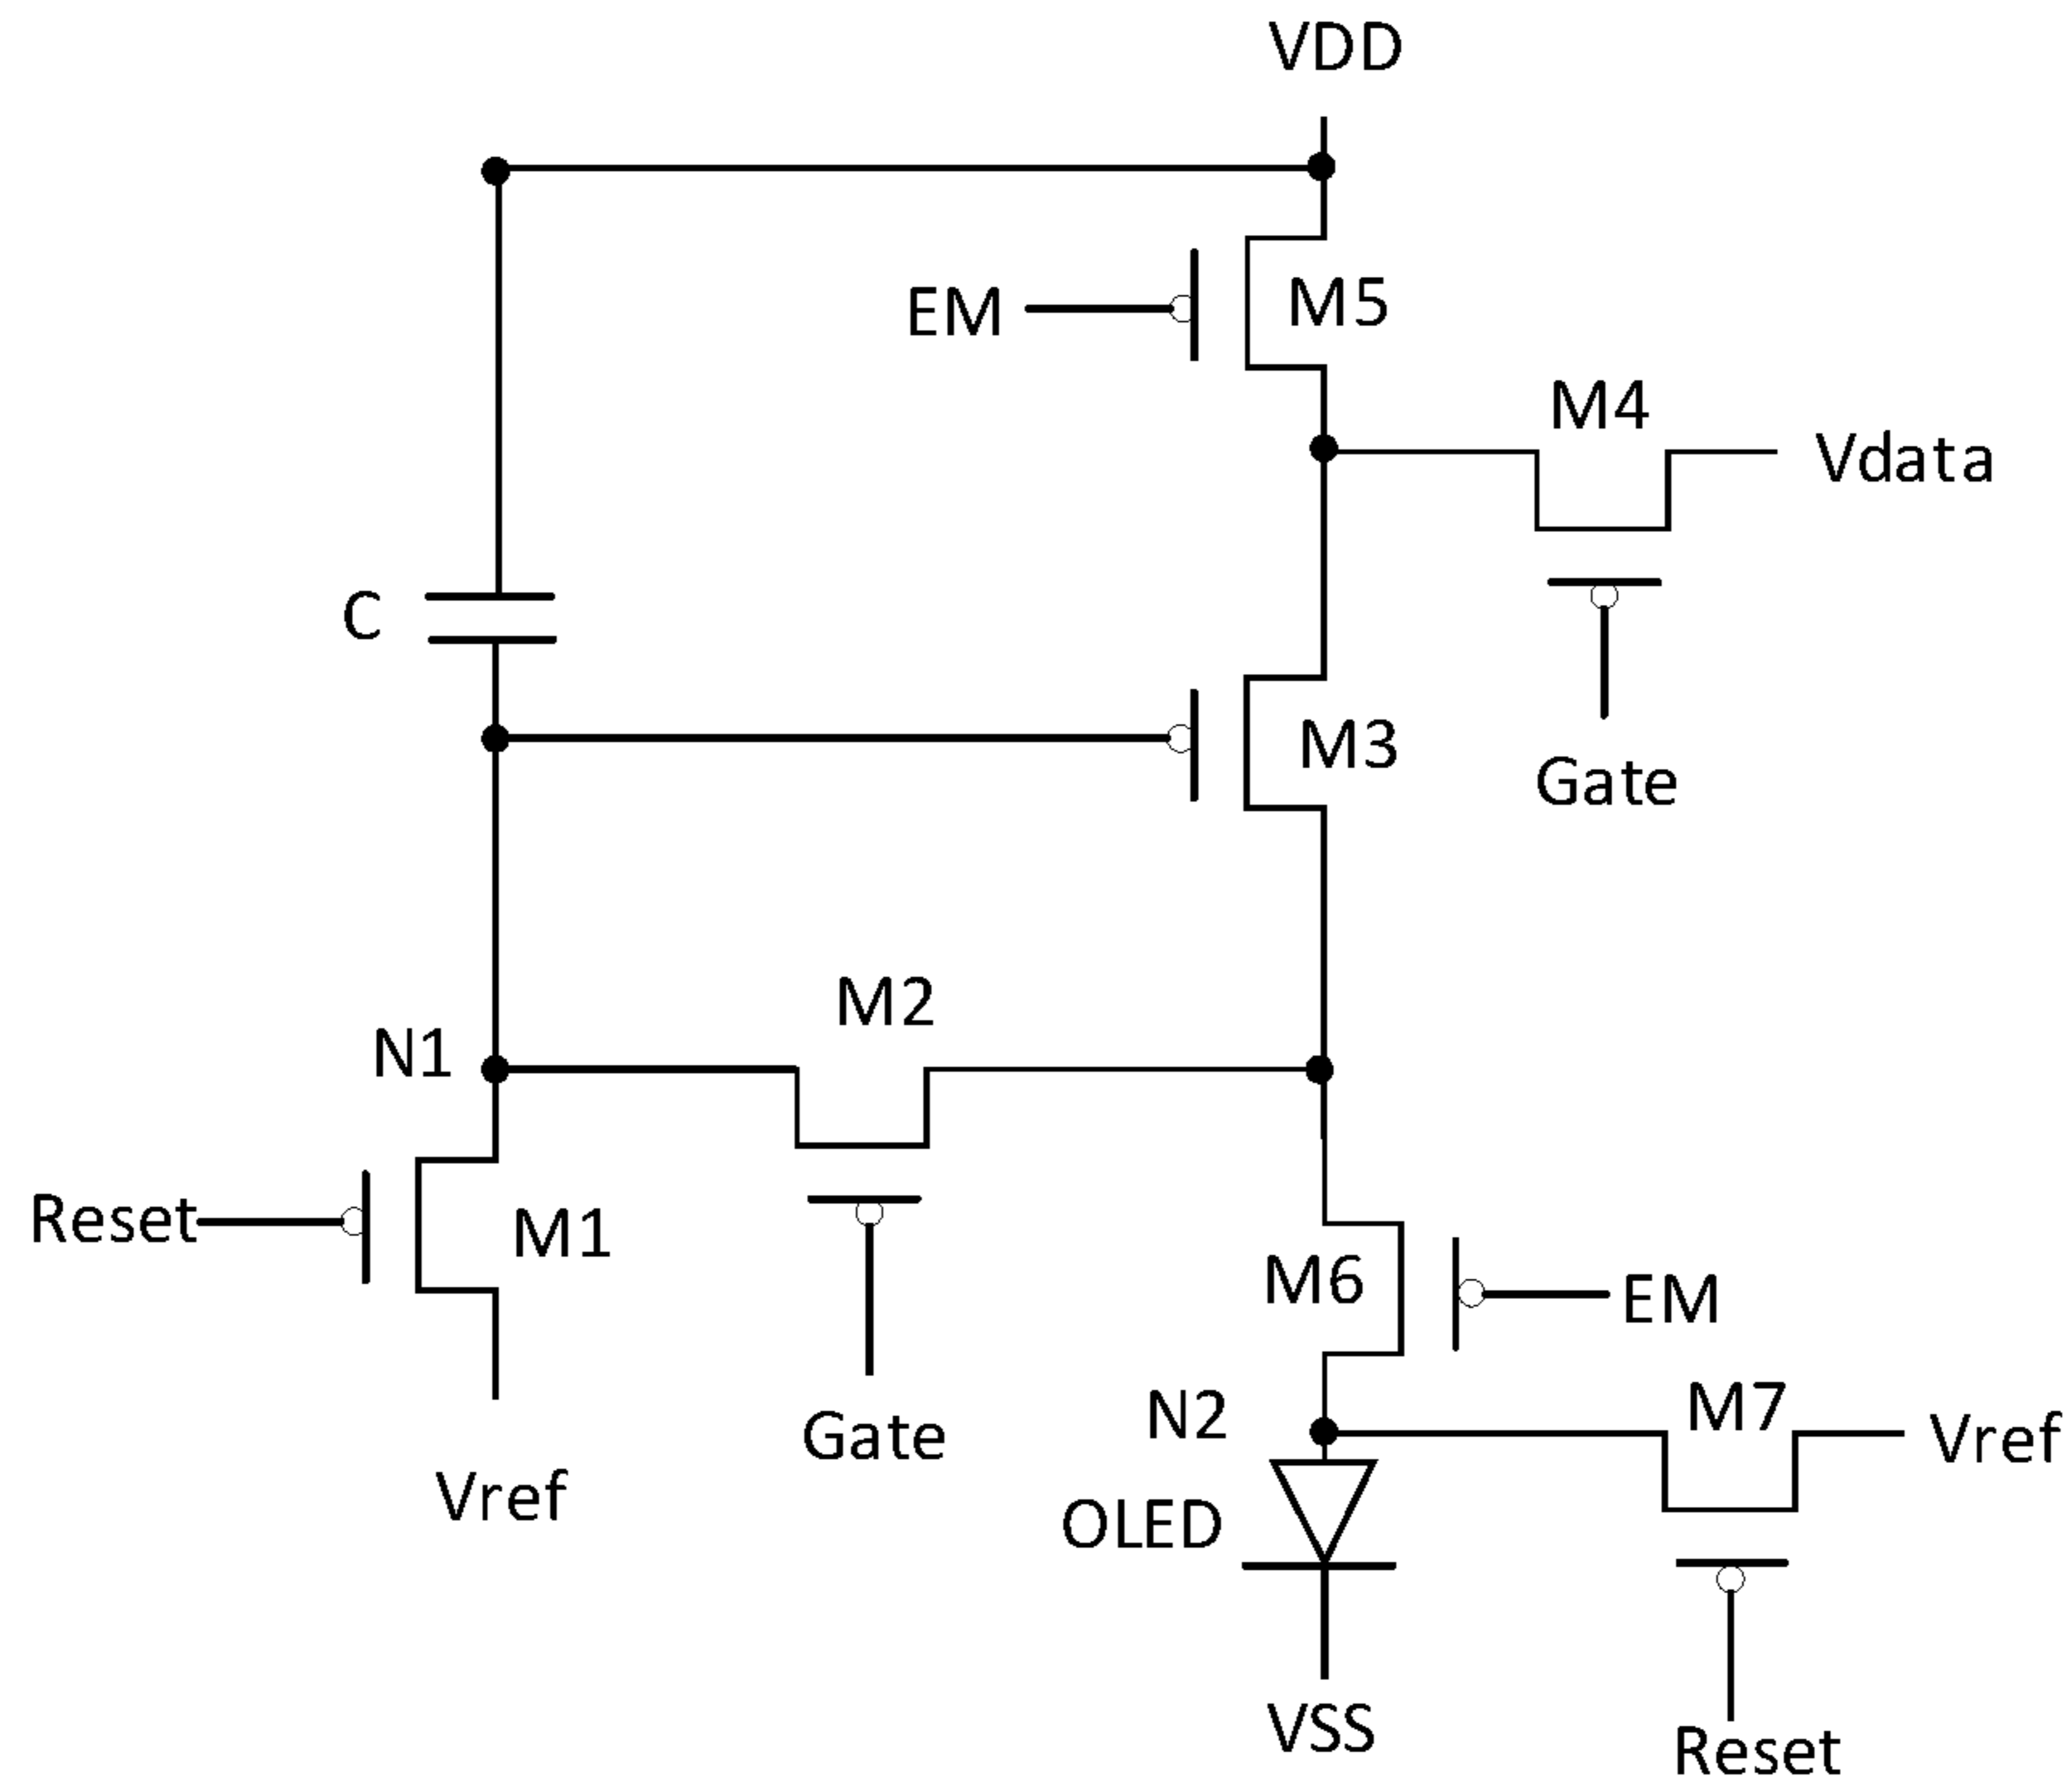 VDD
EM
M5
M4
Vdata
C
M3
Gate
M2
N1
Reset
M1
M6
EM
Gate
N2
M7
Vref
Vref
OLED
VSS
Reset